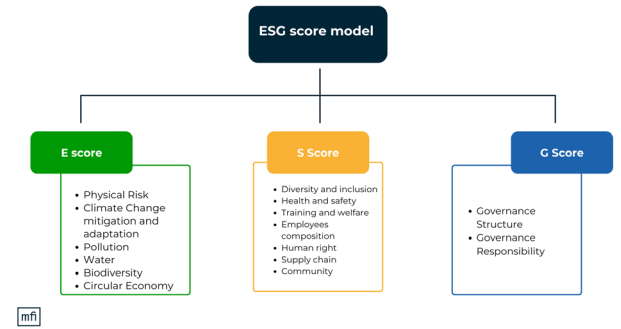 ESG score model
E score
• Physical Risk
• Climate Change
mitigation and
adaptation
• Pollution
• Water
• Biodiversity
• Circular Economy
S Score
• Diversity and inclusion
• Health and safety
• Training and welfare
• Employees
composition
• Human right
• Supply chain
• Community
G Score
• Governance
Structure
• Governance
Responsibility
mfi